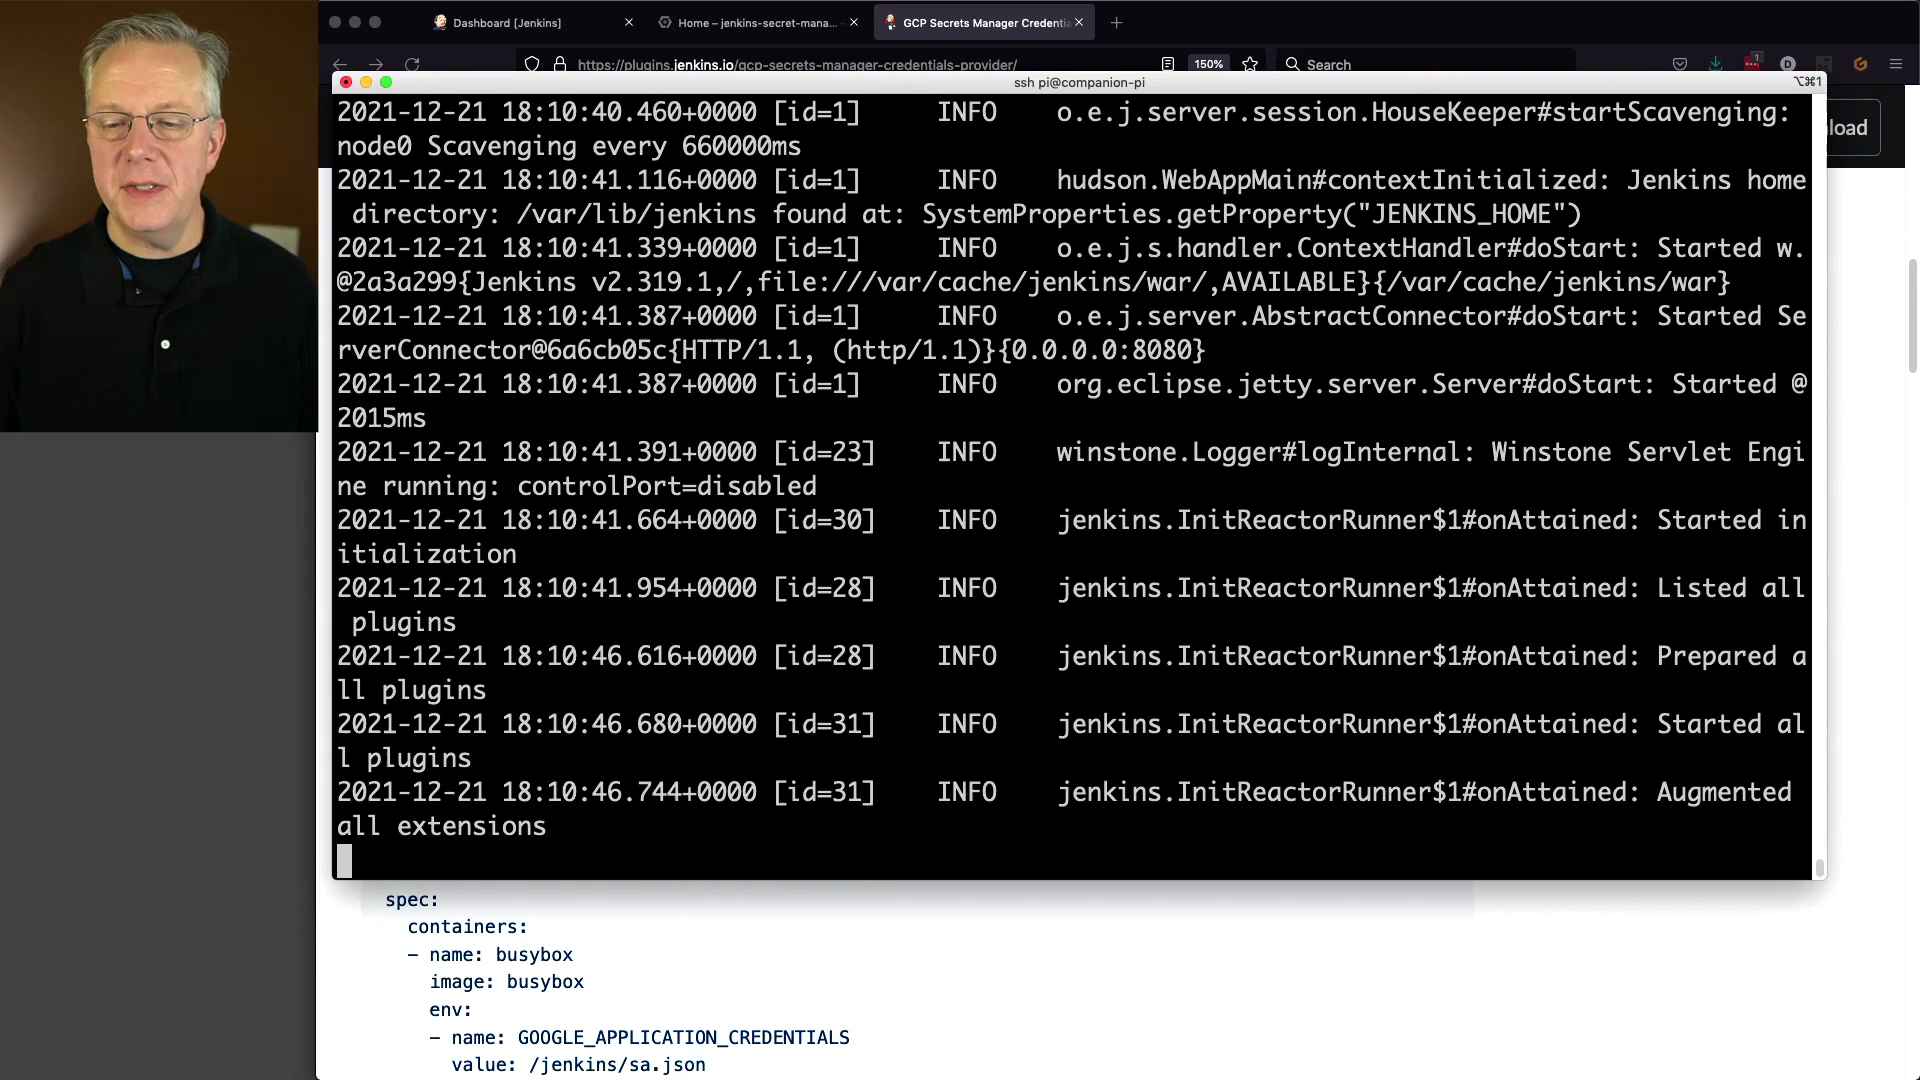 Dashboard [Jenkins]
Home – jenkins-secret-mana...
GCP Secrets Manager Credentia
https://plugins.jenkins.io/gcp-secrets-manager-credentials-provider/
150%
Search
1
D
ssh pi@companion-pi
⌥⌘1
load
2021-12-21 18:10:40.460+0000 [id=1] INFO o.e.j.server.session.HouseKeeper#startScavenging:
node0 Scavenging every 660000ms
2021-12-21 18:10:41.116+0000 [id=1] INFO hudson.WebAppMain#contextInitialized: Jenkins home
directory: /var/lib/jenkins found at: SystemProperties.getProperty("JENKINS_HOME")
2021-12-21 18:10:41.339+0000 [id=1] INFO o.e.j.s.handler.ContextHandler#doStart: Started w.
@2a3a299{Jenkins v2.319.1,/,file:///var/cache/jenkins/war/,AVAILABLE}{/var/cache/jenkins/war}
2021-12-21 18:10:41.387+0000 [id=1] INFO o.e.j.server.AbstractConnector#doStart: Started Se
rverConnector@6a6cb05c{HTTP/1.1, (http/1.1)}{0.0.0.0:8080}
2021-12-21 18:10:41.387+0000 [id=1] INFO org.eclipse.jetty.server.Server#doStart: Started @
2015ms
2021-12-21 18:10:41.391+0000 [id=23] INFO winstone.Logger#logInternal: Winstone Servlet Engi
ne running: controlPort=disabled
2021-12-21 18:10:41.664+0000 [id=30] INFO jenkins.InitReactorRunner$1#onAttained: Started in
itialization
2021-12-21 18:10:41.954+0000 [id=28] INFO jenkins.InitReactorRunner$1#onAttained: Listed all
plugins
2021-12-21 18:10:46.616+0000 [id=28] INFO jenkins.InitReactorRunner$1#onAttained: Prepared a
ll plugins
2021-12-21 18:10:46.680+0000 [id=31] INFO jenkins.InitReactorRunner$1#onAttained: Started al
l plugins
2021-12-21 18:10:46.744+0000 [id=31] INFO jenkins.InitReactorRunner$1#onAttained: Augmented
all extensions
spec:
containers:
- name: busybox
image: busybox
env:
- name: GOOGLE_APPLICATION_CREDENTIALS
value: /jenkins/sa.json